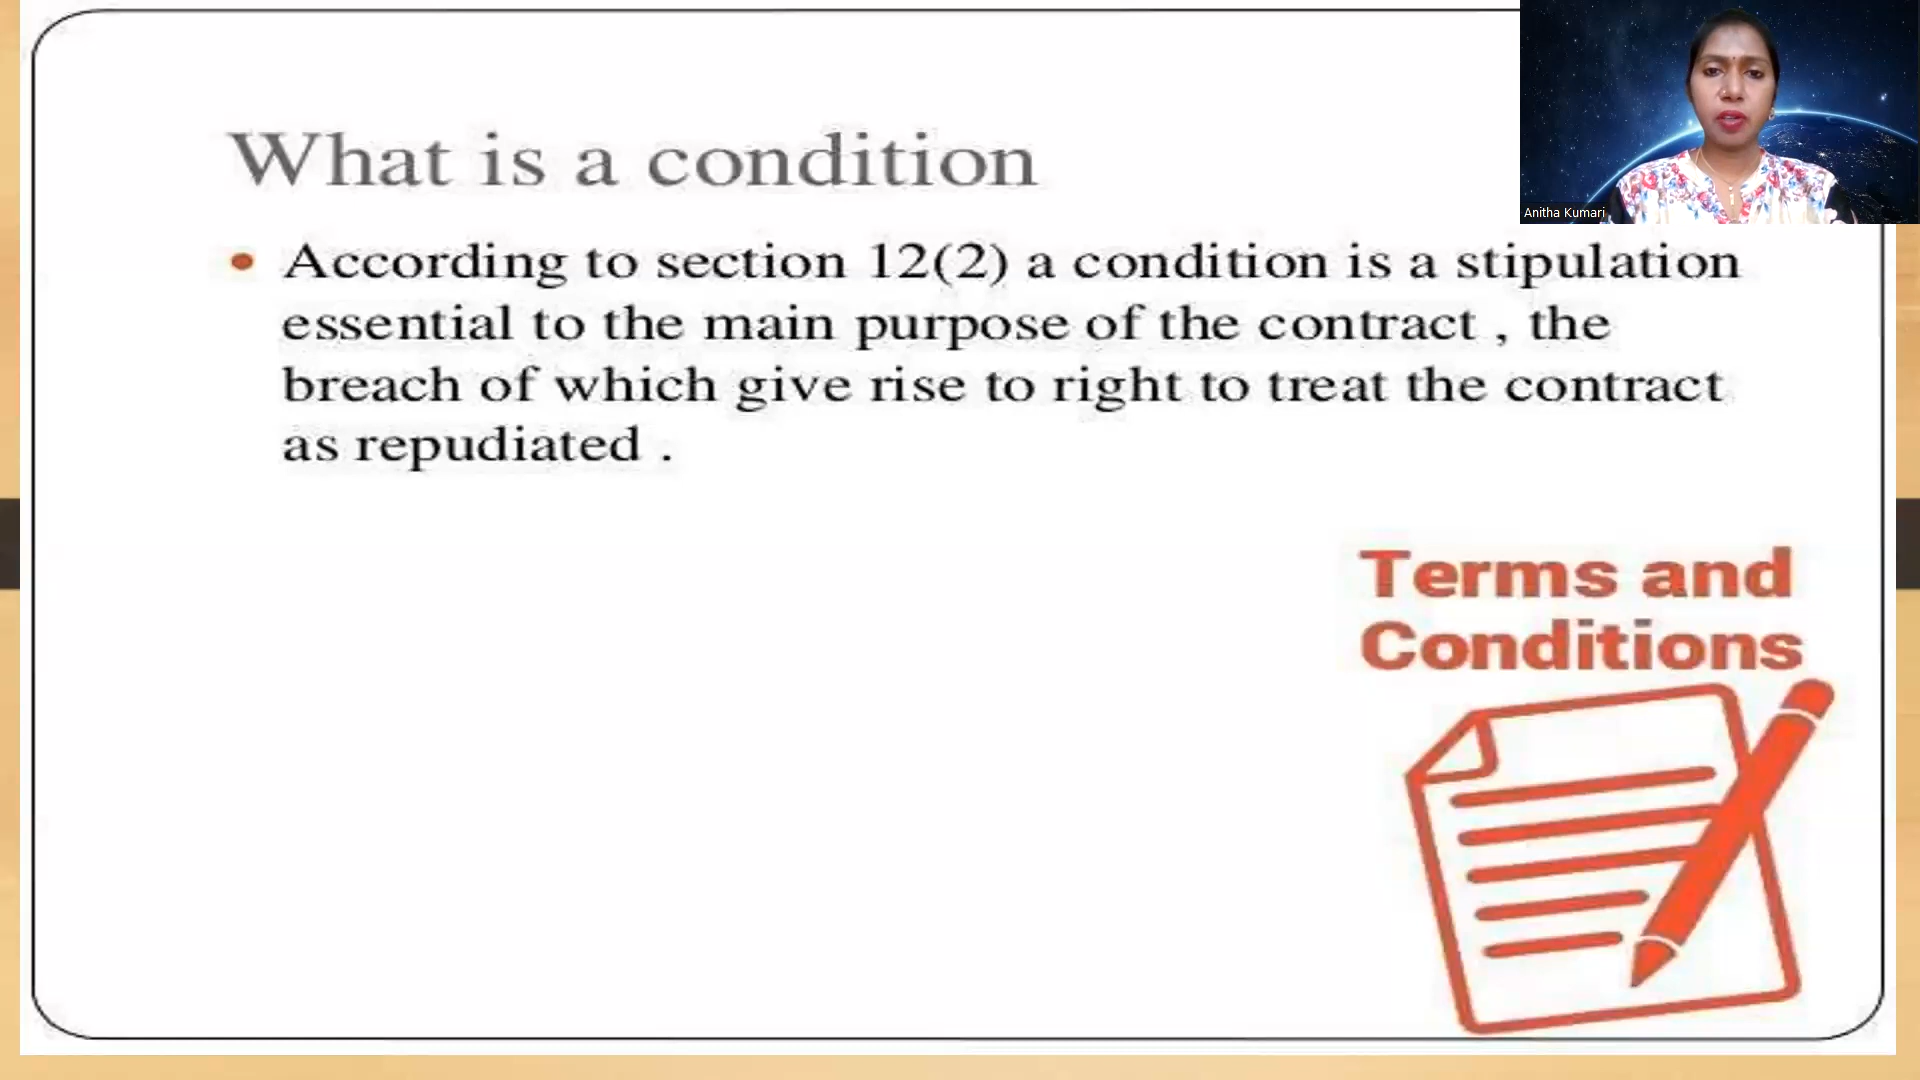 What is a condition
Anitha Kumari
• According to section 12(2) a condition is a stipulation
essential to the main purpose of the contract , the
breach of which give rise to right to treat the contract
as repudiated .
Terms and
Conditions